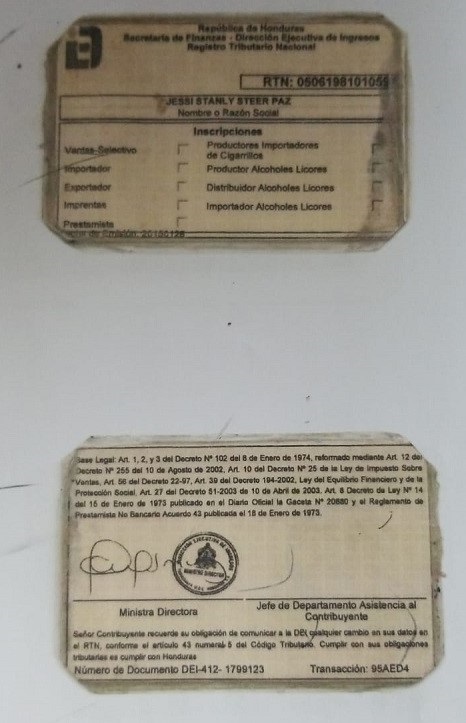 República de Honduras
Secretaria de Finanzas - Dirección Ejecutiva de Ingresos
Registro Tributario Nacional
RTN: 0506198101059
JESSI STANLY STEER PAZ
Nombre o Razón Social
Inscripciones
Ventas Selectivo
Productores Importadores
de Cigarrillos
Importador
Productor Alcoholes Licores
Exportador
Distribuidor Alcoholes Licores
Imprentas
Importador Alcoholes Licores
Prestamista
de Emisión:
Base Legal: Art. 1, 2, y 3 del Decreto Nº 102 del 8 de Enero de 1974, reformado mediante Art. 12 del
Decreto Nº 255 del 10 de Agosto de 2002, Art. 10 del Decreto Nº 25 de la Ley de Impuesto Sobre
Ventas, Art. 56 del Decreto 22-97, Art. 39 del Decreto 194-2002, Ley del Equilibrio Financiero y de la
Protección Social, Art. 27 del Decreto 51-2003 de 10 de Abril de 2003, Art. 8 Decreto de Ley Nº 14
del 15 de Enero de 1973 publicado en el Diario Oficial la Gaceta Nº 20880 y el Reglamento de
Prestamista No Bancario Acuerdo 43 publicada el 18 de Enero de 1973.
MINISTRA DIRECTORA
Ministra Directora
Jefe de Departamento Asistencia al
Contribuyente
Señor Contribuyente recuerde su obligación de comunicar a la DEI, cualquier cambio en sus datos en
el RTN, conforme el artículo 43 numeral 5 del Código Tributario. Cumplir con sus obligaciones
tributarias es cumplir con Honduras
Número de Documento DEI-412- 1799123
Transacción: 95AED4